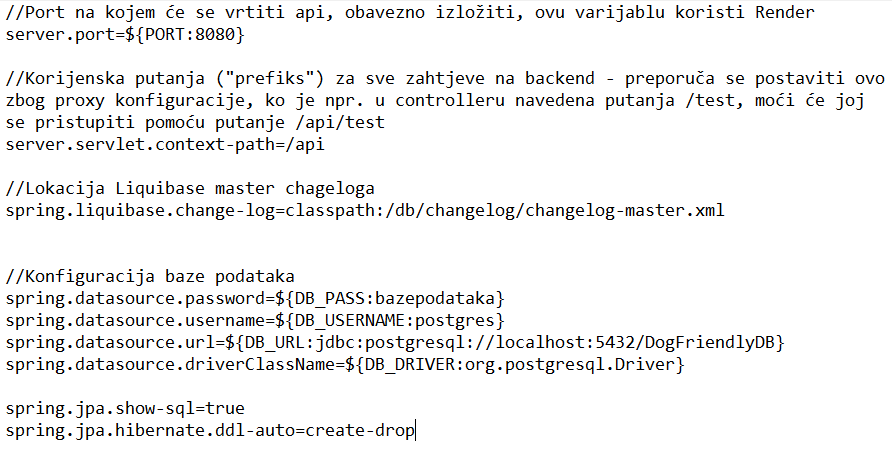 //Port na kojem će se vrtiti api, obavezno izložiti, ovu varijablu koristi Render
server.port=${PORT:8080}
//Korijenska putanja ("prefiks") za sve zahtjeve na backend - preporuča se postaviti ovo
zbog proxy konfiguracije, ko je npr. u controlleru navedena putanja /test, moći će joj
se pristupiti pomoću putanje /api/test
server.servlet.context-path=/api
//Lokacija Liquibase master chageloga
spring.liquibase.change-log=classpath:/db/changelog/changelog-master.xml
//Konfiguracija baze podataka
spring.datasource.password=${DB_PASS:bazepodataka}
spring.datasource.username=${DB_USERNAME:postgres}
spring.datasource.url=${DB_URL:jdbc:postgresql://localhost:5432/DogFriendlyDB}
spring.datasource.driverClassName=${DB_DRIVER:org.postgresql.Driver}
spring.jpa.show-sql=true
spring.jpa.hibernate.ddl-auto=create-drop